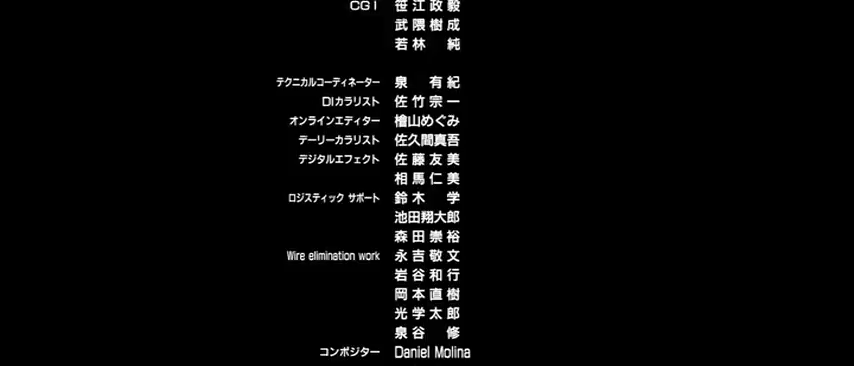 CGI 笹江政毅
武隈樹成
若林 純
テクニカルコーディネーター 泉 有紀
DIカラリスト 佐竹宗一
オンラインエディター 檜山めぐみ
デーリーカラリスト 佐久間真吾
デジタルエフェクト 佐藤友美
相馬仁美
ロジスティック サポート 鈴木 学
池田翔大郎
森田崇裕
Wire elimination work 永吉敬文
岩谷和行
岡本直樹
光学太郎
泉谷 修
コンポジター Daniel Molina